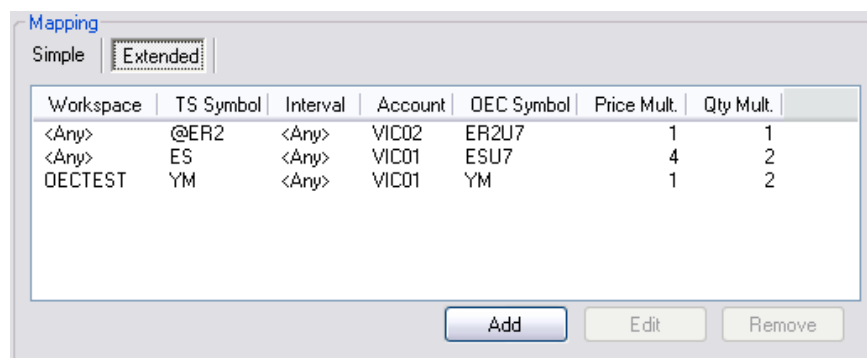 Mapping
Simple Extended
Workspace TS Symbol Interval Account OEC Symbol Price Mult. Qty Mult.
<Any> @ER2 <Any> VIC02 ER2U7 1 1
<Any> ES <Any> VIC01 ESU7 4 2
OECTEST YM <Any> VIC01 YM 1 2
Add Edit Remove